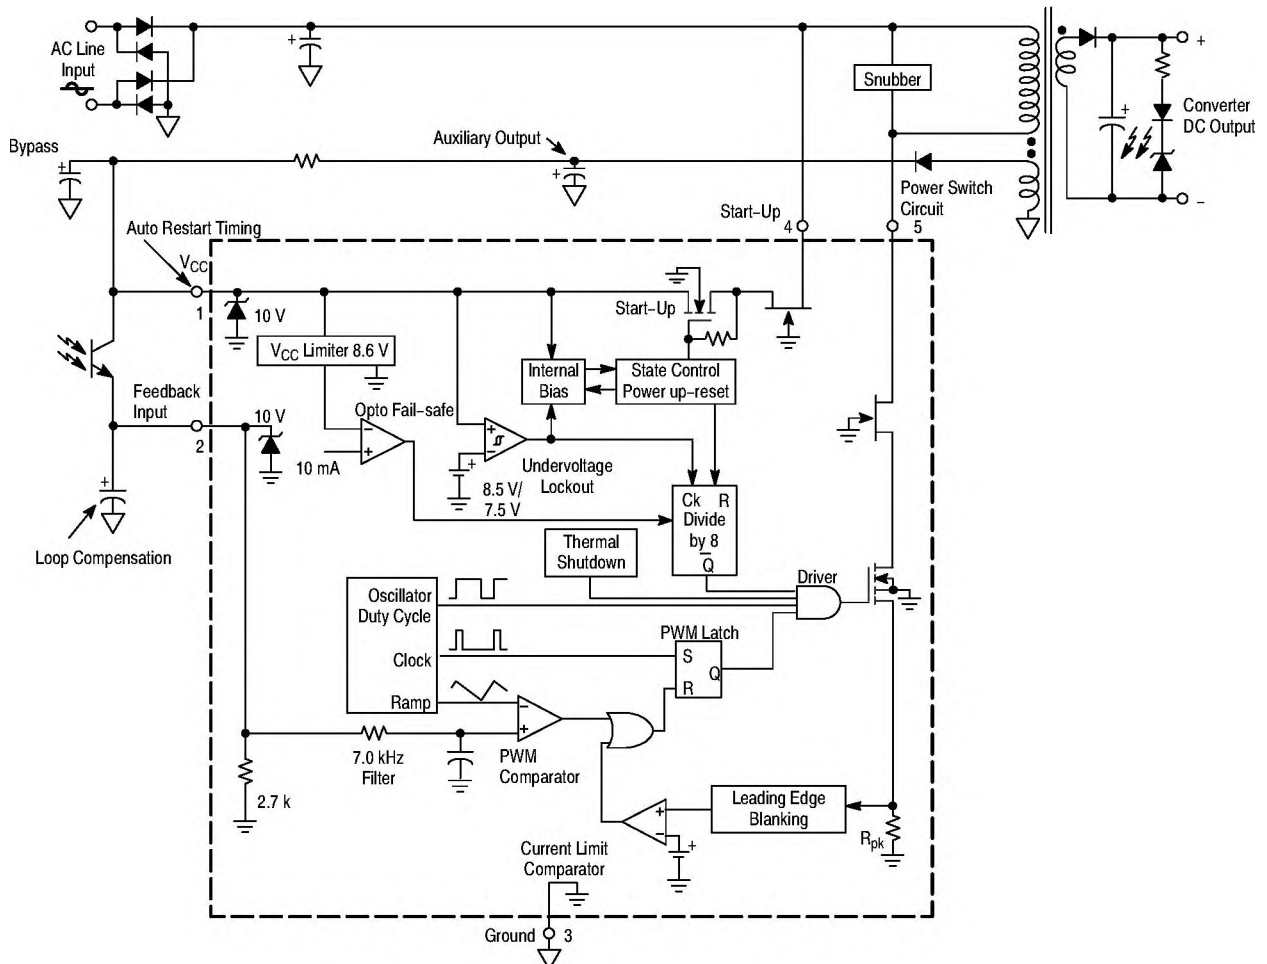 AC Line
Input
Snubber
+
+
+
Converter
DC Output
−
Bypass
+
Auxiliary Output
+
Power Switch
Circuit
Start–Up
4
5
Auto Restart Timing
VCC
1
10 V
Start–Up
VCC Limiter 8.6 V
Internal
Bias
State Control
Power up–reset
Feedback
Input
2
10 V
Opto Fail–safe
−
+
10 mA
+
−
+
Undervoltage
Lockout
8.5 V/
7.5 V
Ck R
Divide
by 8
Q
+
Loop Compensation
Thermal
Shutdown
Driver
Oscillator
Duty Cycle
Clock
Ramp
PWM Latch
S
Q
R
−
+
7.0 kHz
Filter
PWM
Comparator
2.7 k
Leading Edge
Blanking
+
−
+
Rpk
Current Limit
Comparator
Ground
3